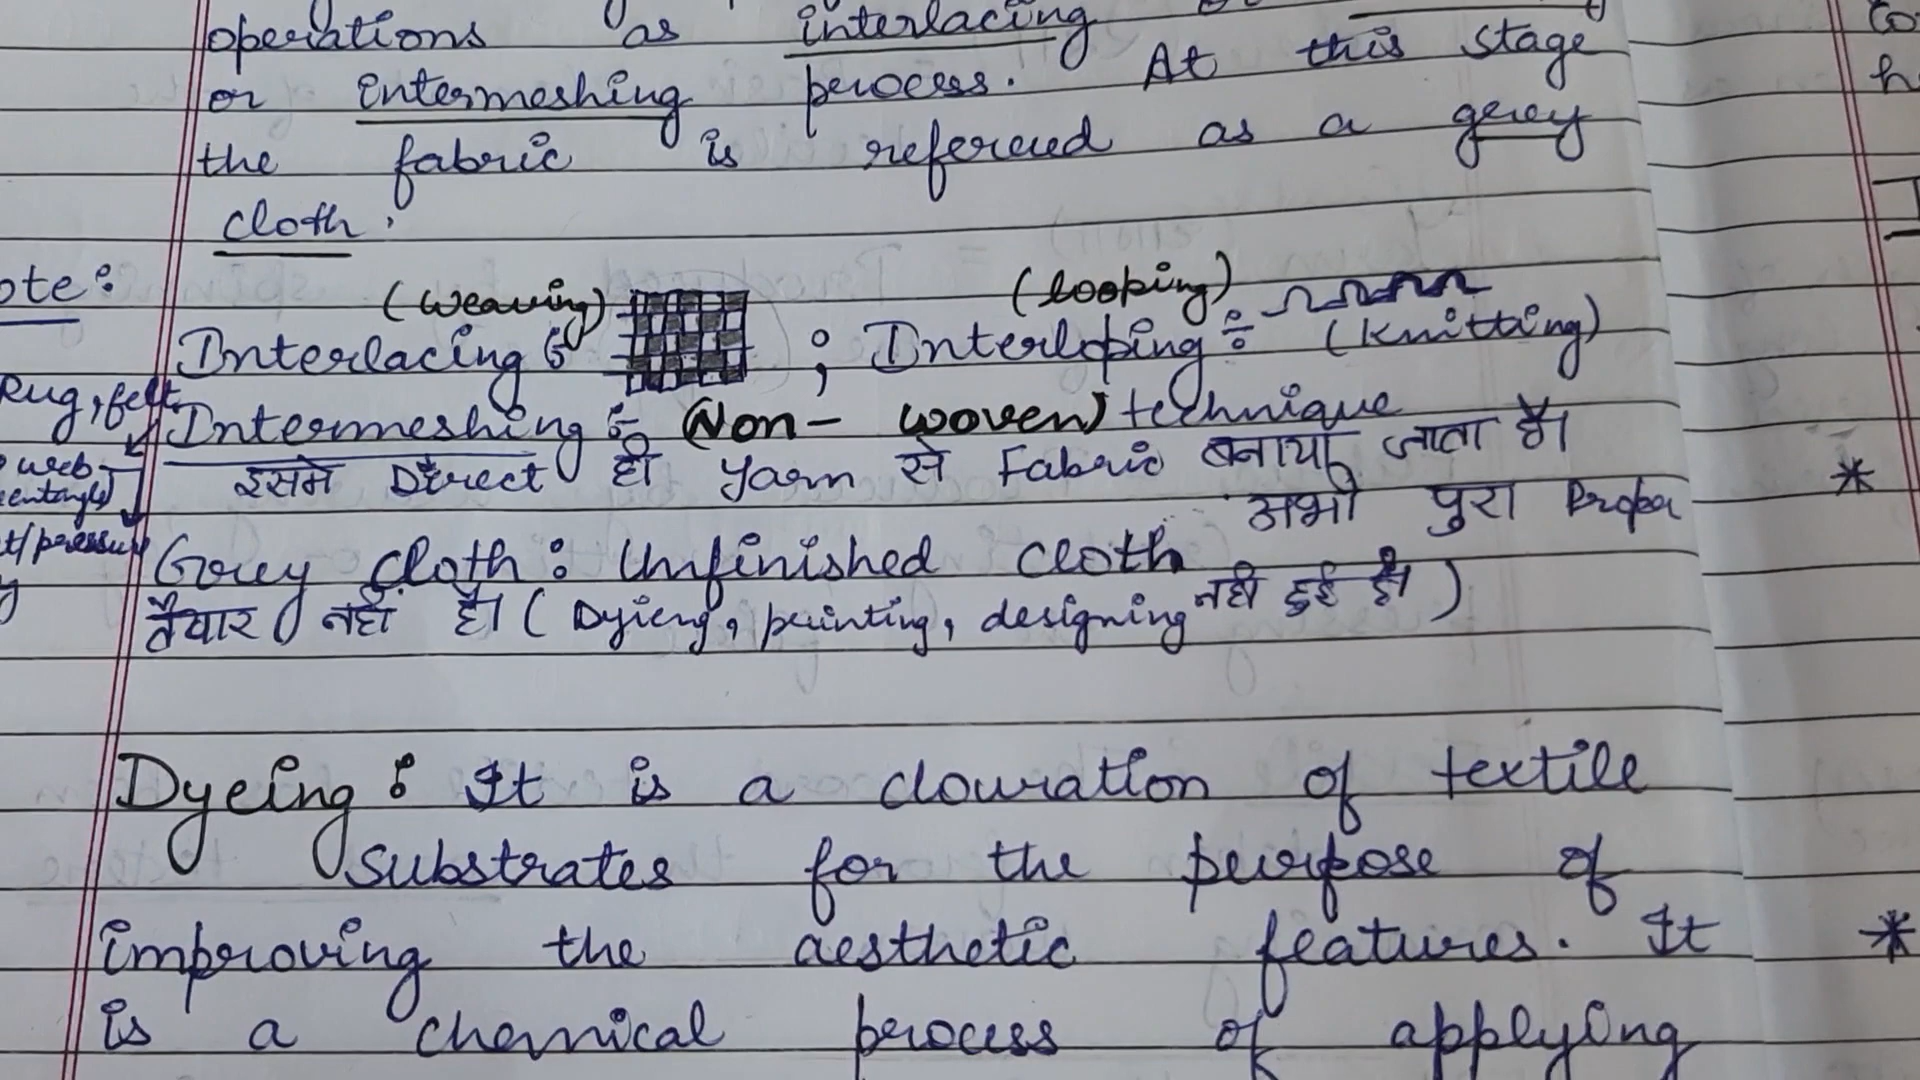 operations as interlacing
or intermeshing process. At this stage
the fabric is refereed as a grey
cloth.
ote:
(weaving) (looping)
Interlacing : ; Interloping : (Knitting)
Rug, felt
Intermeshing : (Non-woven) technique
web
entangle
इसमे Direct ही yarn से Fabric बनाया जाता है।
t/pressure
Grey cloth : Unfinished cloth अभी पुरा Proper
तैयार नही है। (Dyieng, printing, designing नही हुई है।)
Dyeing : It is a clouration of textile
substrates for the purpose of
improving the aesthetic features. It
is a chemical process of applying